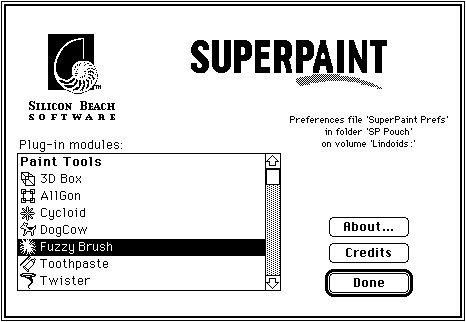 SUPERPAINT
TM
SILICON BEACH
SOFTWARE
Preferences file 'SuperPaint Prefs'
in folder 'SP Pouch'
on volume 'Lindoids:'
Plug-in modules:
Paint Tools
3D Box
AllGon
Cycloid
DogCow
Fuzzy Brush
Toothpaste
Twister
About...
Credits
Done